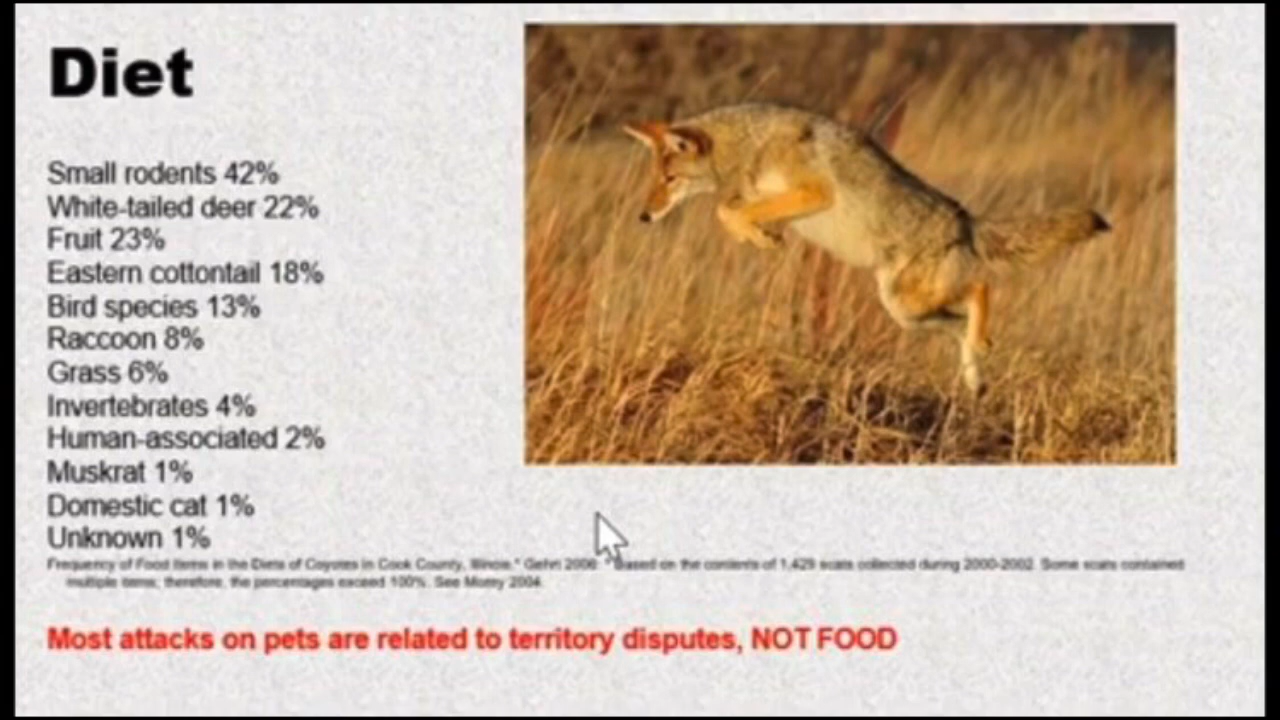 Diet
Small rodents 42%
White-tailed deer 22%
Fruit 23%
Eastern cottontail 18%
Bird species 13%
Raccoon 8%
Grass 6%
Invertebrates 4%
Human-associated 2%
Muskrat 1%
Domestic cat 1%
Unknown 1%
Frequency of Food Items in the Diets of Coyotes in Cook County, Illinois.* Gehrt 2006. * Based on the contents of 1,429 scats collected during 2000-2002. Some scats contained
multiple items; therefore, the percentages exceed 100%. See Morey 2004.
Most attacks on pets are related to territory disputes, NOT FOOD